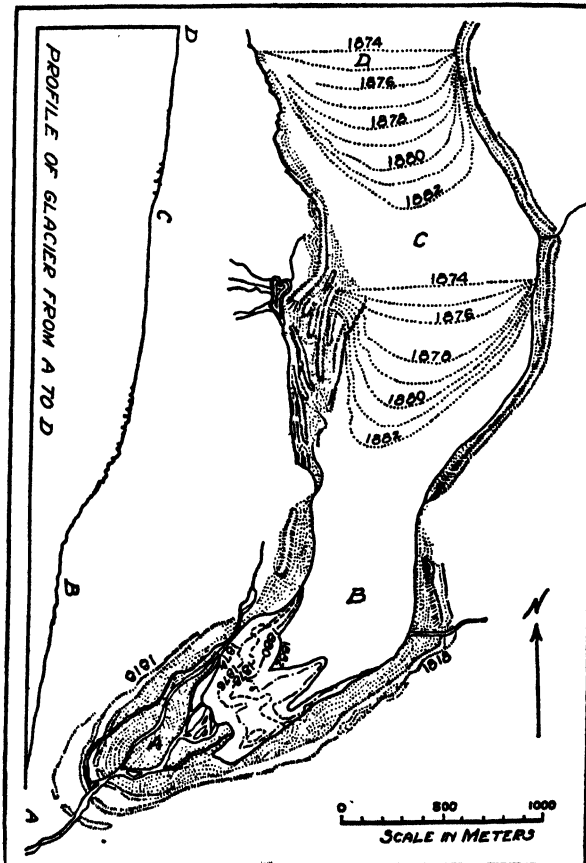 PROFILE OF GLACIER FROM A TO D
D
C
B
A
1874
D
1876
1878
1880
1882
C
1874
1876
1878
1880
1882
B
N
1818
1818
A
0 500 1000
SCALE IN METERS